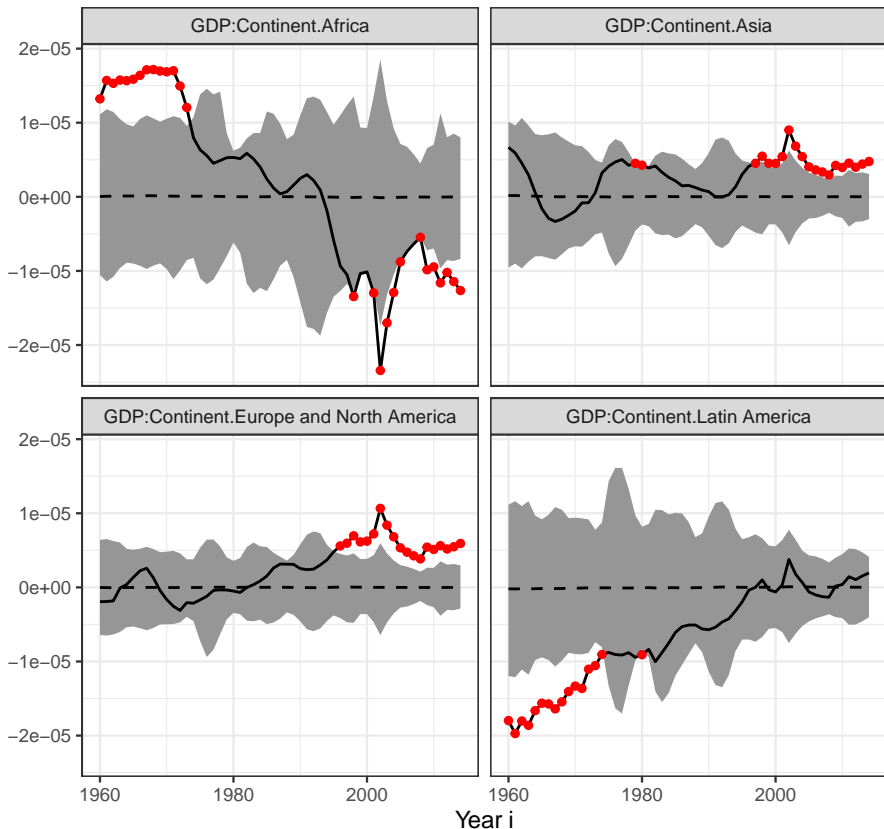 GDP:Continent.Africa
GDP:Continent.Asia
2e−05
1e−05
0e+00
−1e−05
−2e−05
GDP:Continent.Europe and North America
GDP:Continent.Latin America
2e−05
1e−05
0e+00
−1e−05
−2e−05
1960 1980 2000 1960 1980 2000
Year i